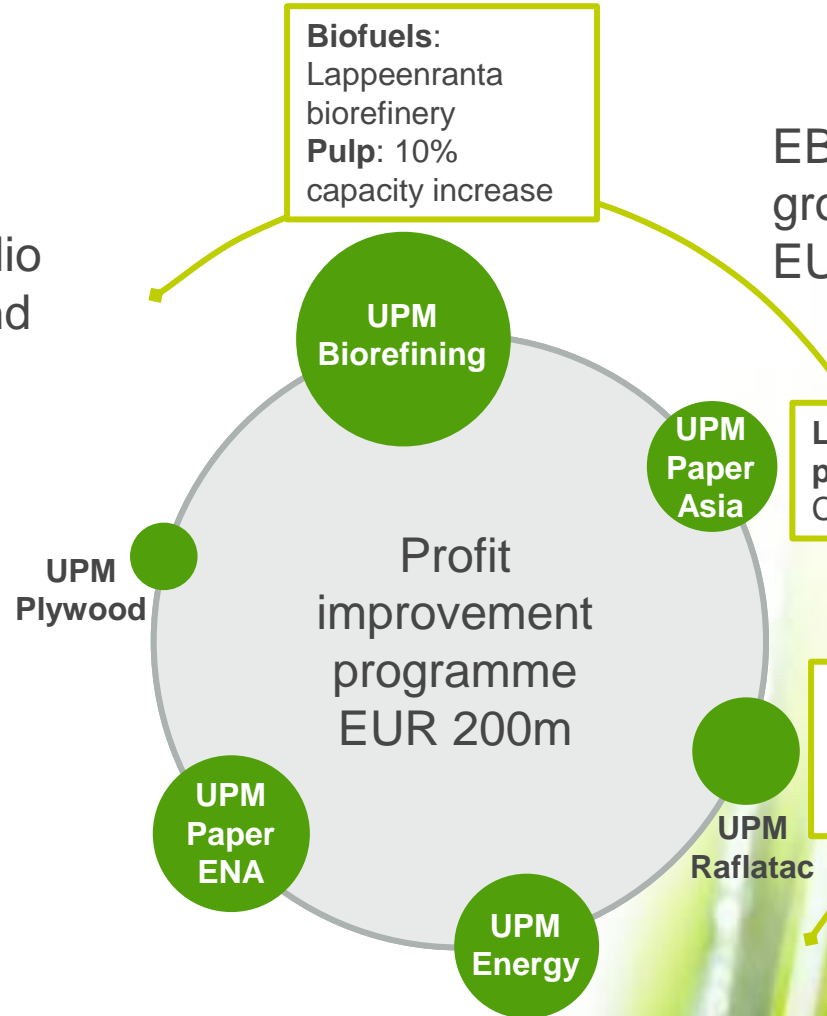 Biofuels:
Lappeenranta
biorefinery
Pulp: 10%
capacity increase
UPM
Biorefining
UPM
Paper
Asia
Profit
improvement
programme
EUR 200m
UPM
Plywood
UPM
Raflatac
UPM
Paper
ENA
UPM
Energy